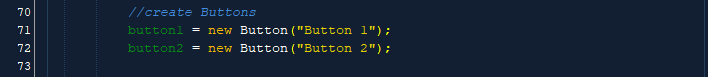 70 //create Buttons
71 button1 = new Button("Button 1");
72 button2 = new Button("Button 2");
73